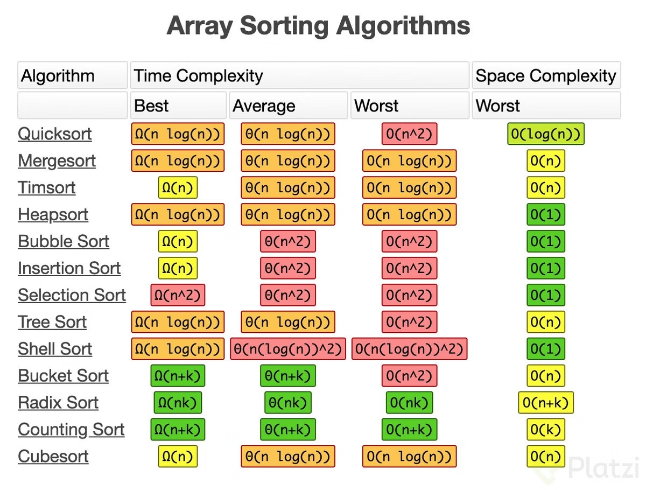 Array Sorting Algorithms
Algorithm Time Complexity Space Complexity
Best Average Worst Worst
Quicksort Ω(n log(n)) θ(n log(n)) O(n^2) O(log(n))
Mergesort Ω(n log(n)) θ(n log(n)) O(n log(n)) O(n)
Timsort Ω(n) θ(n log(n)) O(n log(n)) O(n)
Heapsort Ω(n log(n)) θ(n log(n)) O(n log(n)) O(1)
Bubble Sort Ω(n) θ(n^2) O(n^2) O(1)
Insertion Sort Ω(n) θ(n^2) O(n^2) O(1)
Selection Sort Ω(n^2) θ(n^2) O(n^2) O(1)
Tree Sort Ω(n log(n)) θ(n log(n)) O(n^2) O(n)
Shell Sort Ω(n log(n)) θ(n(log(n))^2) O(n(log(n))^2) O(1)
Bucket Sort Ω(n+k) θ(n+k) O(n^2) O(n)
Radix Sort Ω(nk) θ(nk) O(nk) O(n+k)
Counting Sort Ω(n+k) θ(n+k) O(n+k) O(k)
Cubesort Ω(n) θ(n log(n)) O(n log(n)) O(n)
Platzi